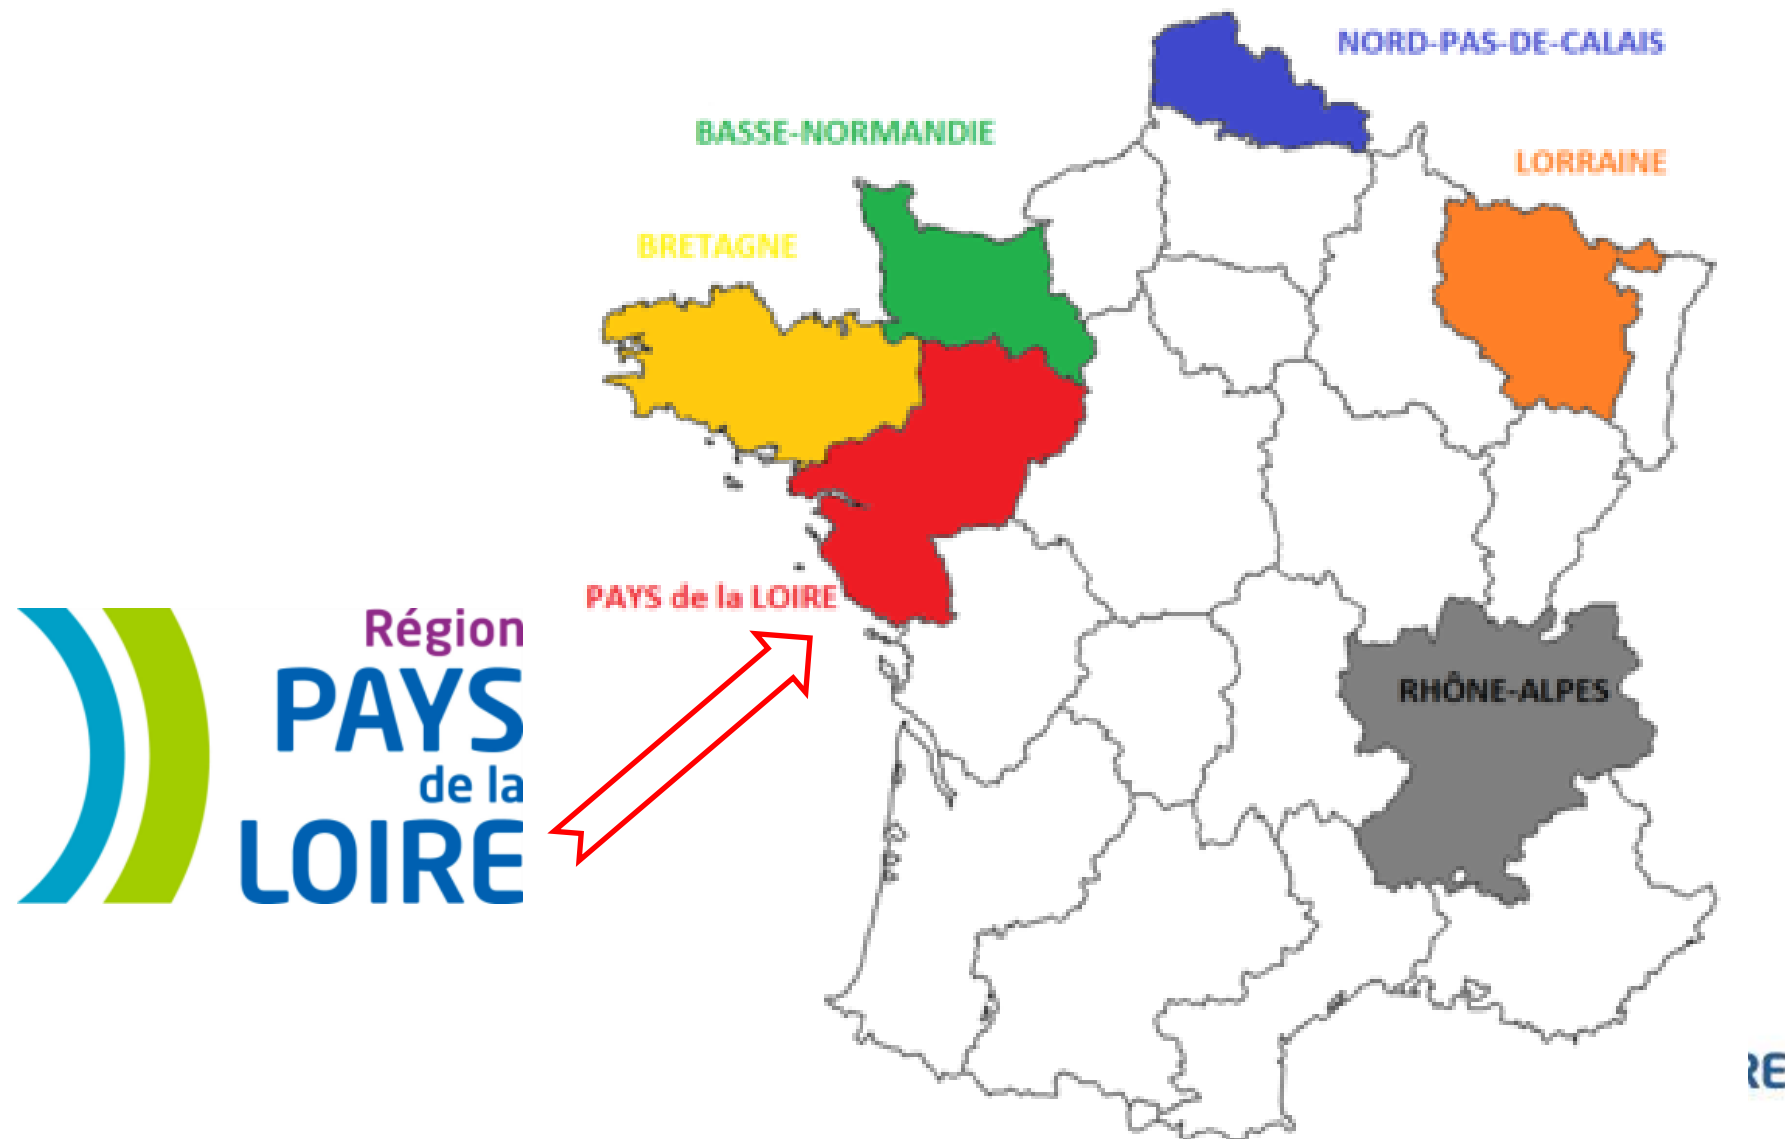 NORD-PAS-DE-CALAIS
BASSE-NORMANDIE
LORRAINE
BRETAGNE
PAYS de la LOIRE
Région
PAYS
de la
LOIRE
RHÔNE-ALPES
RE